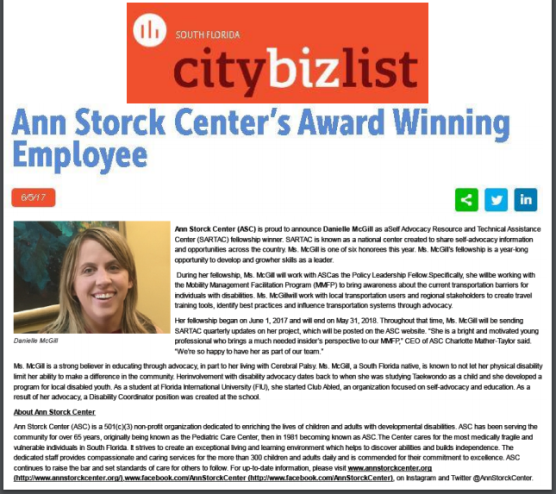 SOUTH FLORIDA
citybizlist
Ann Storck Center's Award Winning
Employee
6/5/17
Ann Storck Center (ASC) is proud to announce Danielle McGill as aSelf Advocacy Resource and Technical Assistance
Center (SARTAC) fellowship winner. SARTAC is known as a national center created to share self-advocacy information
and opportunities across the country. Ms. McGill is one of six honorees this year. Ms. McGill's fellowship is a year-long
opportunity to develop and growher skills as a leader.
During her fellowship, Ms. McGill will work with ASCas the Policy Leadership Fellow.Specifically, she willbe working with
the Mobility Management Facilitation Program (MMFP) to bring awareness about the current transportation barriers for
individuals with disabilities. Ms. McGillwill work with local transportation users and regional stakeholders to create travel
training tools, identify best practices and influence transportation systems through advocacy.
Her fellowship began on June 1, 2017 and will end on May 31, 2018. Throughout that time, Ms. McGill will be sending
SARTAC quarterly updates on her project, which will be posted on the ASC website. "She is a bright and motivated young
professional who brings a much needed insider's perspective to our MMFP," CEO of ASC Charlotte Mather-Taylor said.
"We're so happy to have her as part of our team."
Danielle McGill
Ms. McGill is a strong believer in educating through advocacy, in part to her living with Cerebral Palsy. Ms. McGill, a South Florida native, is known to not let her physical disability
limit her ability to make a difference in the community. Herinvolvement with disability advocacy dates back to when she was studying Taekwondo as a child and she developed a
program for local disabled youth. As a student at Florida International University (FIU), she started Club Abled, an organization focused on self-advocacy and education. As a
result of her advocacy, a Disability Coordinator position was created at the school.
About Ann Storck Center
Ann Storck Center (ASC) is a 501(c)(3) non-profit organization dedicated to enriching the lives of children and adults with developmental disabilities. ASC has been serving the
community for over 65 years, originally being known as the Pediatric Care Center, then in 1981 becoming known as ASC.The Center cares for the most medically fragile and
vulnerable individuals in South Florida. It strives to create an exceptional living and learning environment which helps to discover abilities and builds independence. The
dedicated staff provides compassionate and caring services for the more than 300 children and adults daily and is commended for their commitment to excellence. ASC
continues to raise the bar and set standards of care for others to follow. For up-to-date information, please visit www.annstorckcenter.org
(http://www.annstorckcenter.org/),www.facebook.com/AnnStorckCenter (http://www.facebook.com/AnnStorckCenter), on Instagram and Twitter @AnnStorckCenter.